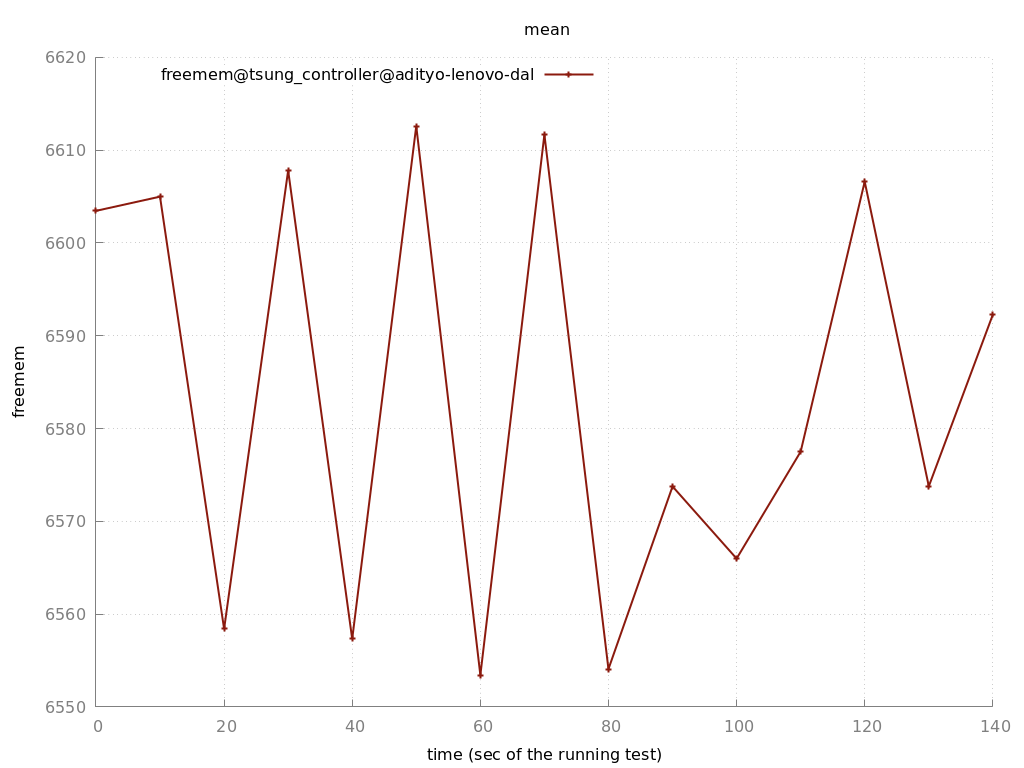 mean
6620
freemem@tsung_controller@adityo-lenovo-dal
6610
6600
6590
6580
6570
6560
6550
freemem
0 20 40 60 80 100 120 140
time (sec of the running test)